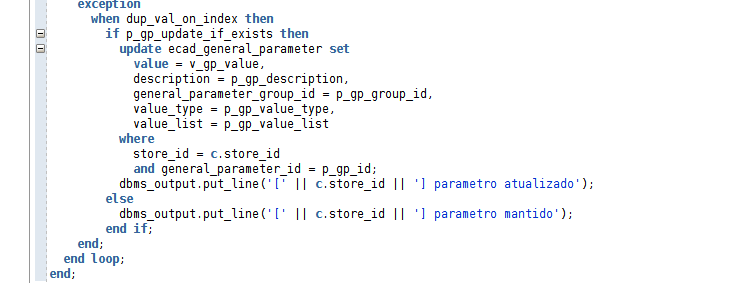 exception
when dup_val_on_index then
if p_gp_update_if_exists then
update ecad_general_parameter set
value = v_gp_value,
description = p_gp_description,
general_parameter_group_id = p_gp_group_id,
value_type = p_gp_value_type,
value_list = p_gp_value_list
where
store_id = c.store_id
and general_parameter_id = p_gp_id;
dbms_output.put_line('[' || c.store_id || '] parametro atualizado');
else
dbms_output.put_line('[' || c.store_id || '] parametro mantido');
end if;
end;
end loop;
end;